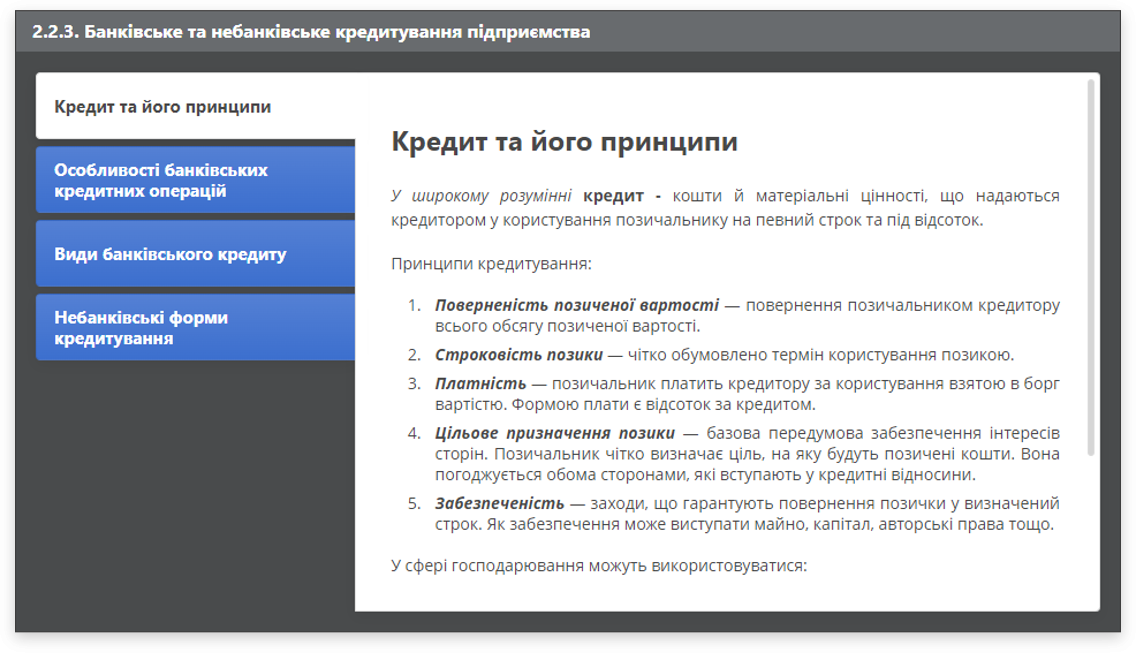 2.2.3. Банківське та небанківське кредитування підприємства
Кредит та його принципи
Особливості банківських
кредитних операцій
Види банківського кредиту
Небанківські форми
кредитування
Кредит та його принципи
У широкому розумінні кредит - кошти й матеріальні цінності, що надаються
кредитором у користування позичальнику на певний строк та під відсоток.
Принципи кредитування:
1. Поверненість позиченої вартості — повернення позичальником кредитору
всього обсягу позиченої вартості.
2. Строковість позики — чітко обумовлено термін користування позикою.
3. Платність — позичальник платить кредитору за користування взятою в борг
вартістю. Формою плати є відсоток за кредитом.
4. Цільове призначення позики — базова передумова забезпечення інтересів
сторін. Позичальник чітко визначає ціль, на яку будуть позичені кошти. Вона
погоджується обома сторонами, які вступають у кредитні відносини.
5. Забезпеченість — заходи, що гарантують повернення позички у визначений
строк. Як забезпечення може виступати майно, капітал, авторські права тощо.
У сфері господарювання можуть використовуватися: